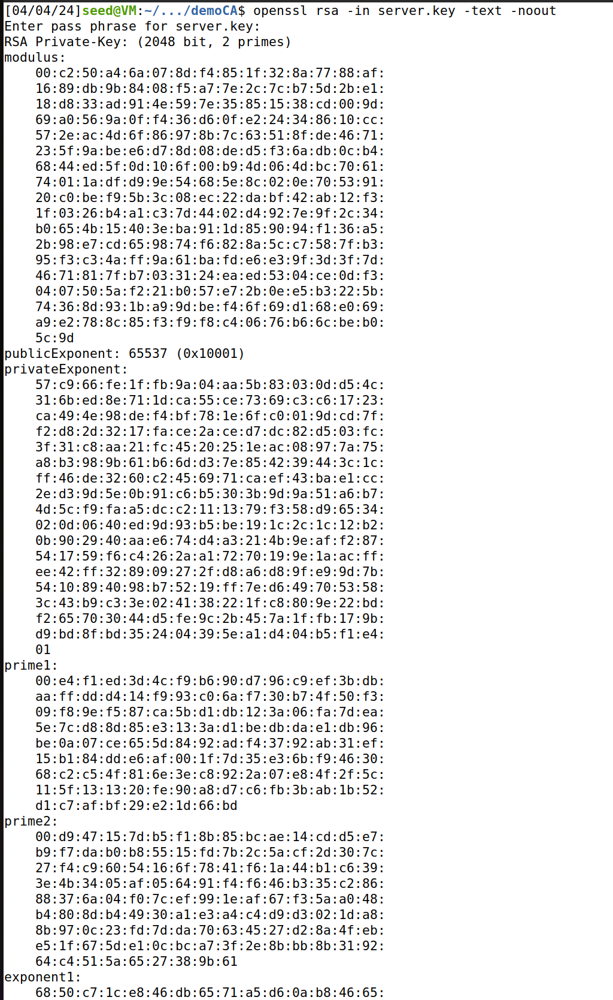 [04/04/24]seed@VM:~/.../demoCA$ openssl rsa -in server.key -text -noout
Enter pass phrase for server.key:
RSA Private-Key: (2048 bit, 2 primes)
modulus:
    00:c2:50:a4:6a:07:8d:f4:85:1f:32:8a:77:88:af:
    16:89:db:9b:84:08:f5:a7:7e:2c:7c:b7:5d:2b:e1:
    18:d8:33:ad:91:4e:59:7e:35:85:15:38:cd:00:9d:
    69:a0:56:9a:0f:f4:36:d6:0f:e2:24:34:86:10:cc:
    57:2e:ac:4d:6f:86:97:8b:7c:63:51:8f:de:46:71:
    23:5f:9a:be:e6:d7:8d:08:de:d5:f3:6a:db:0c:b4:
    68:44:ed:5f:0d:10:6f:00:b9:4d:06:4d:bc:70:61:
    74:01:1a:df:d9:9e:54:68:5e:8c:02:0e:70:53:91:
    20:c0:be:f9:5b:3c:08:ec:22:da:bf:42:ab:12:f3:
    1f:03:26:b4:a1:c3:7d:44:02:d4:92:7e:9f:2c:34:
    b0:65:4b:15:40:3e:ba:91:1d:85:90:94:f1:36:a5:
    2b:98:e7:cd:65:98:74:f6:82:8a:5c:c7:58:7f:b3:
    95:f3:c3:4a:ff:9a:61:ba:fd:e6:e3:9f:3d:3f:7d:
    46:71:81:7f:b7:03:31:24:ea:ed:53:04:ce:0d:f3:
    04:07:50:5a:f2:21:b0:57:e7:2b:0e:e5:b3:22:5b:
    74:36:8d:93:1b:a9:9d:be:f4:6f:69:d1:68:e0:69:
    a9:e2:78:8c:85:f3:f9:f8:c4:06:76:b6:6c:be:b0:
    5c:9d
publicExponent: 65537 (0x10001)
privateExponent:
    57:c9:66:fe:1f:fb:9a:04:aa:5b:83:03:0d:d5:4c:
    31:6b:ed:8e:71:1d:ca:55:ce:73:69:c3:c6:17:23:
    ca:49:4e:98:de:f4:bf:78:1e:6f:c0:01:9d:cd:7f:
    f2:d8:2d:32:17:fa:ce:2a:ce:d7:dc:82:d5:03:fc:
    3f:31:c8:aa:21:fc:45:20:25:1e:ac:08:97:7a:75:
    a8:b3:98:9b:61:b6:6d:d3:7e:85:42:39:44:3c:1c:
    ff:46:de:32:60:c2:45:69:71:ca:ef:43:ba:e1:cc:
    2e:d3:9d:5e:0b:91:c6:b5:30:3b:9d:9a:51:a6:b7:
    4d:5c:f9:fa:a5:dc:c2:11:13:79:f3:58:d9:65:34:
    02:0d:06:40:ed:9d:93:b5:be:19:1c:2c:1c:12:b2:
    0b:90:29:40:aa:e6:74:d4:a3:21:4b:9e:af:f2:87:
    54:17:59:f6:c4:26:2a:a1:72:70:19:9e:1a:ac:ff:
    ee:42:ff:32:89:09:27:2f:d8:a6:d8:9f:e9:9d:7b:
    54:10:89:40:98:b7:52:19:ff:7e:d6:49:70:53:58:
    3c:43:b9:c3:3e:02:41:38:22:1f:c8:80:9e:22:bd:
    f2:65:70:30:44:d5:fe:9c:2b:45:7a:1f:fb:17:9b:
    d9:bd:8f:bd:35:24:04:39:5e:a1:d4:04:b5:f1:e4:
    01
prime1:
    00:e4:f1:ed:3d:4c:f9:b6:90:d7:96:c9:ef:3b:db:
    aa:ff:dd:d4:14:f9:93:c0:6a:f7:30:b7:4f:50:f3:
    09:f8:9e:f5:87:ca:5b:d1:db:12:3a:06:fa:7d:ea:
    5e:7c:d8:8d:85:e3:13:3a:d1:be:db:da:e1:db:96:
    be:0a:07:ce:65:5d:84:92:ad:f4:37:92:ab:31:ef:
    15:b1:84:dd:e6:af:00:1f:7d:35:e3:6b:f9:46:30:
    68:c2:c5:4f:81:6e:3e:c8:92:2a:07:e8:4f:2f:5c:
    11:5f:13:13:20:fe:90:a8:d7:c6:fb:3b:ab:1b:52:
    d1:c7:af:bf:29:e2:1d:66:bd
prime2:
    00:d9:47:15:7d:b5:f1:8b:85:bc:ae:14:cd:d5:e7:
    b9:f7:da:b0:b8:55:15:fd:7b:2c:5a:cf:2d:30:7c:
    27:f4:c9:60:54:16:6f:78:41:f6:1a:44:b1:c6:39:
    3e:4b:34:05:af:05:64:91:f4:f6:46:b3:35:c2:86:
    88:37:6a:04:f0:7c:ef:99:1e:af:67:f3:5a:a0:48:
    b4:80:8d:b4:49:30:a1:e3:a4:c4:d9:d3:02:1d:a8:
    8b:97:0c:23:fd:7d:da:70:63:45:27:d2:8a:4f:eb:
    e5:1f:67:5d:e1:0c:bc:a7:3f:2e:8b:bb:8b:31:92:
    64:c4:51:5a:65:27:38:9b:61
exponent1:
    68:50:c7:1c:e8:46:db:65:71:a5:d6:0a:b8:46:65: